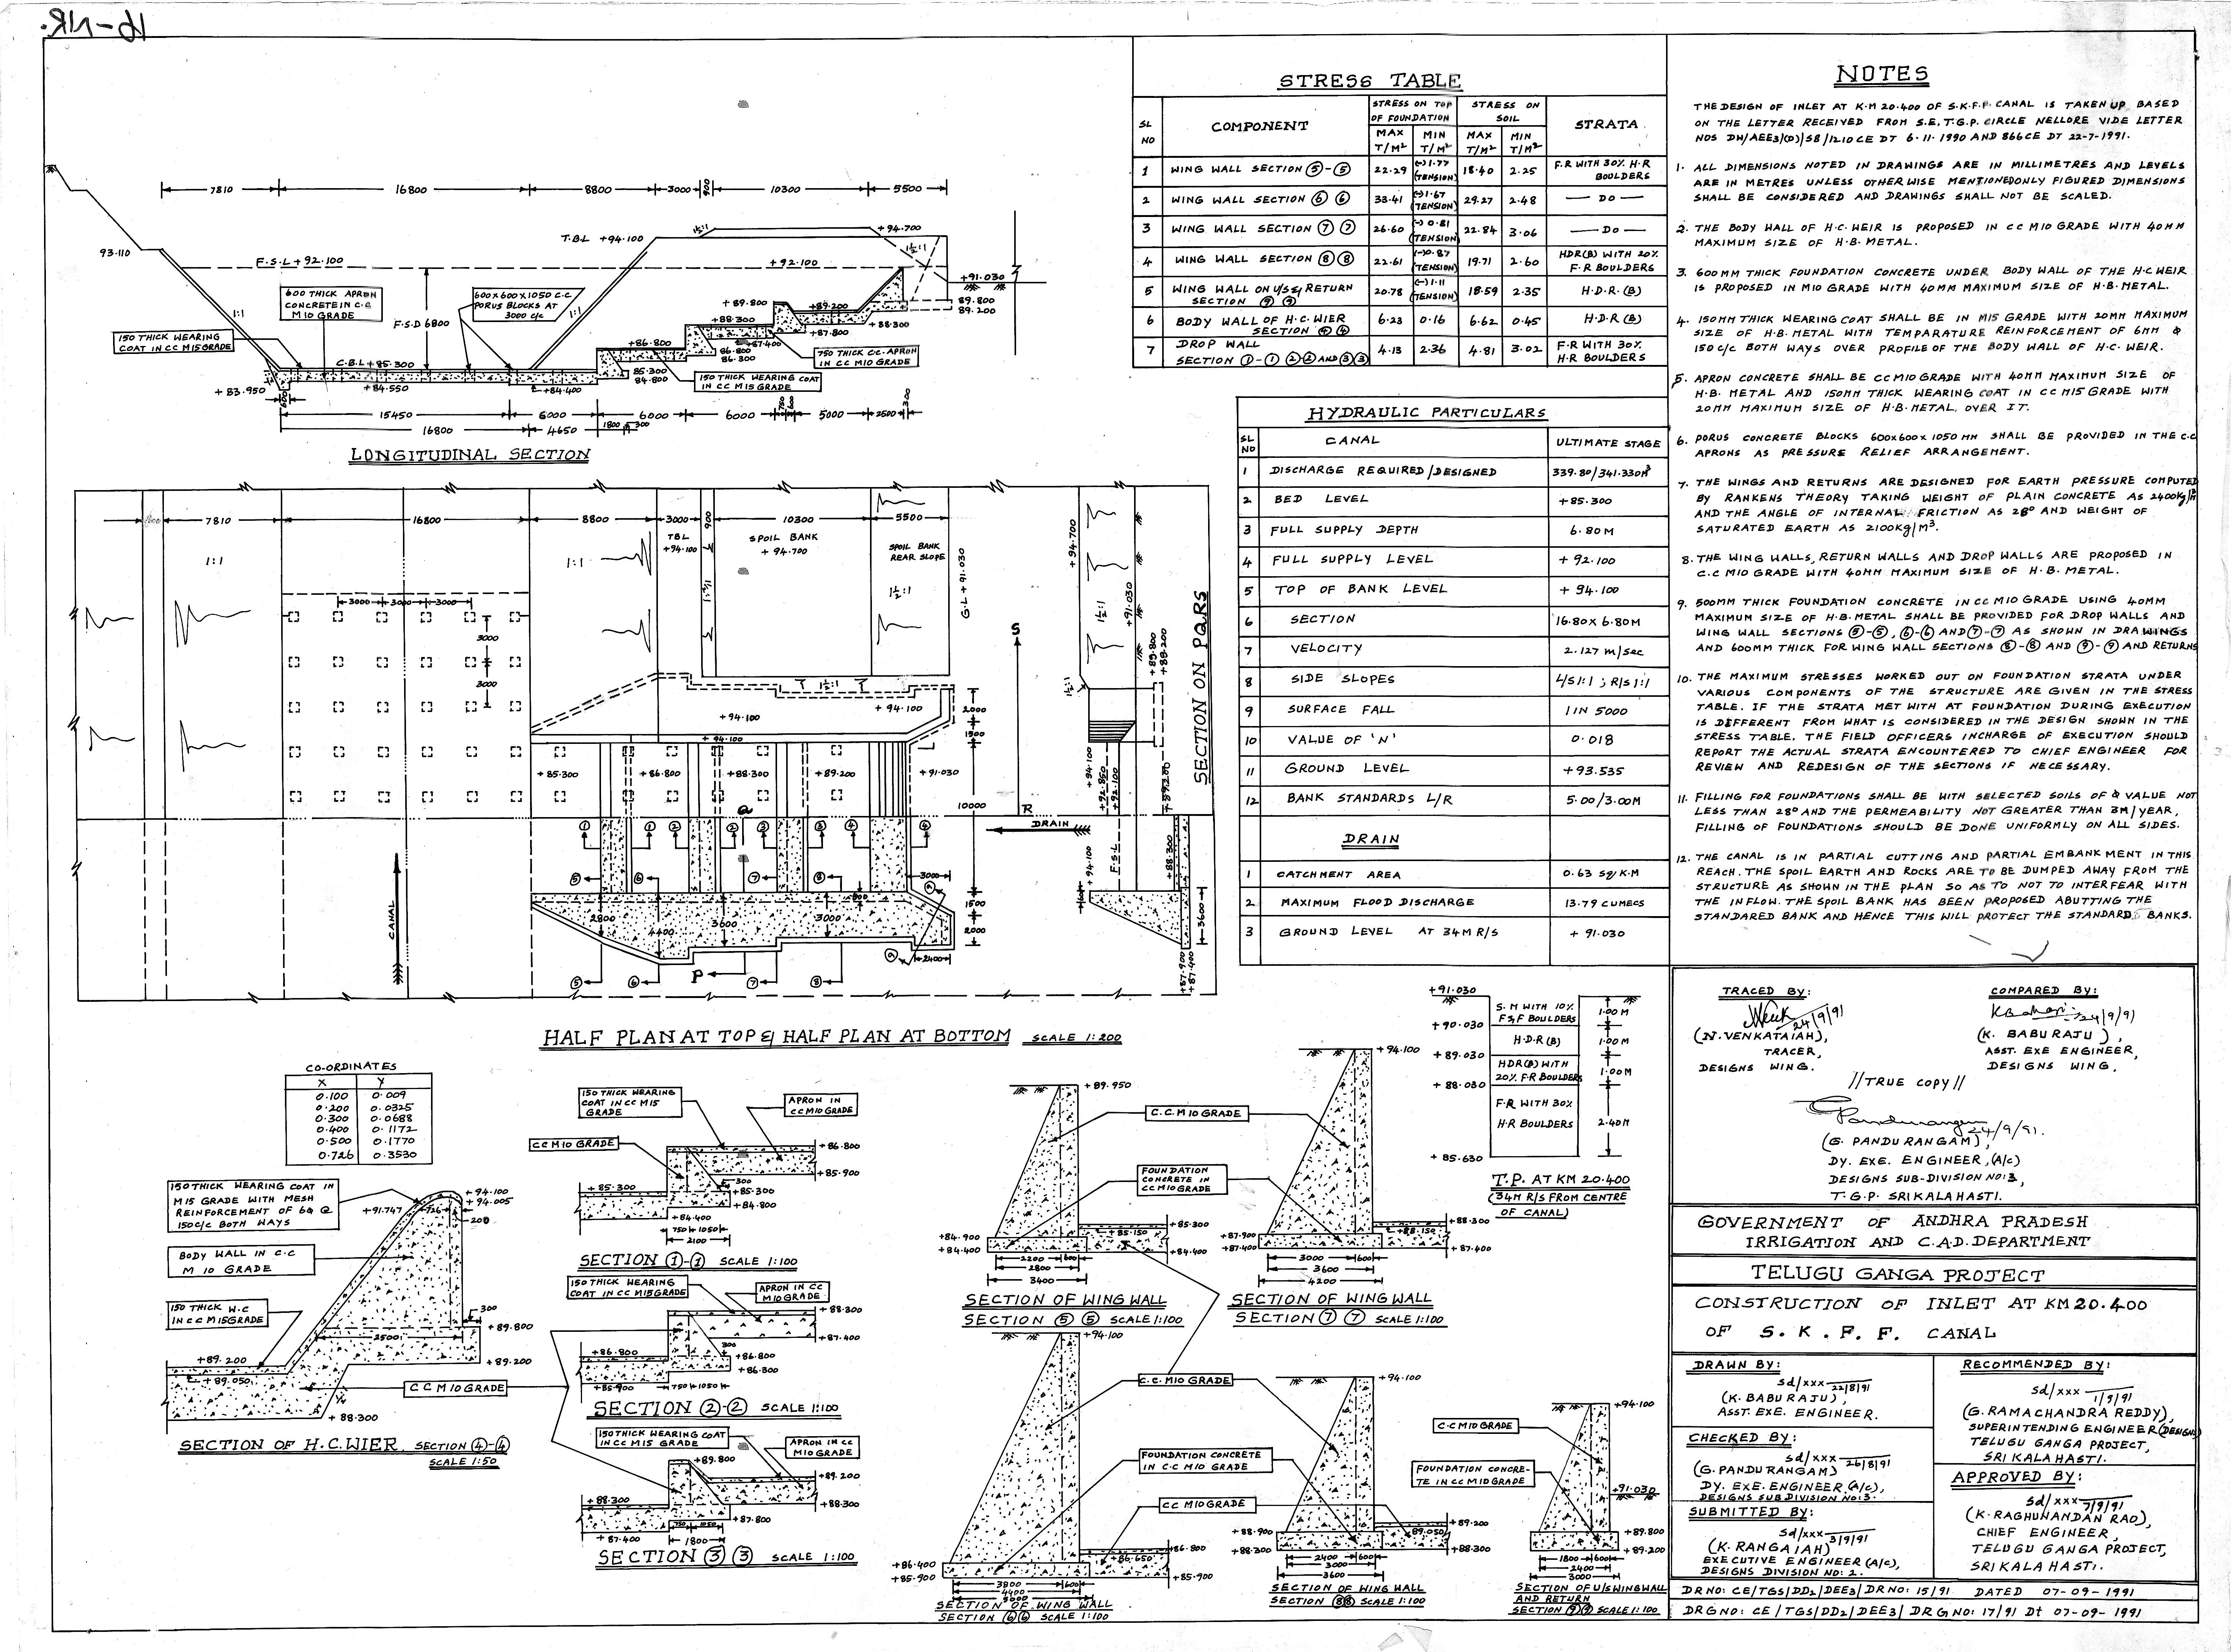 STRESS TABLE
SL NO
COMPONENT
STRESS ON TOP OF FOUNDATION
STRESS ON SOIL
STRATA
MAX T/M²
MIN T/M²
MAX T/M²
MIN T/M²
1 WING WALL SECTION ⑤-⑤ 22.29 (-)1.77 (TENSION) 18.40 2.25 F.R WITH 30% H.R BOULDERS
2 WING WALL SECTION ⑥ ⑥ 33.41 (-)1.67 (TENSION) 29.27 2.48 — DO —
3 WING WALL SECTION ⑦ ⑦ 26.60 (-) 0.81 (TENSION) 22.84 3.06 — DO —
4 WING WALL SECTION ⑧ ⑧ 22.61 (-)0.87 (TENSION) 19.71 2.60 HDR(B) WITH 20% F.R BOULDERS
5 WING WALL ON U/S & RETURN SECTION ⑨ ⑨ 20.78 (-)1.11 (TENSION) 18.59 2.35 H.D.R.(B)
6 BODY WALL OF H.C. WIER SECTION ④ ④ 6.23 0.16 6.62 0.45 H.D.R (B)
7 DROP WALL SECTION ①-① ②② AND ③③ 4.13 2.36 4.81 3.02 F.R WITH 30% H.R BOULDERS
HYDRAULIC PARTICULARS
SL NO CANAL ULTIMATE STAGE
1 DISCHARGE REQUIRED/DESIGNED 339.80/341.330M³
2 BED LEVEL +85.300
3 FULL SUPPLY DEPTH 6.80M
4 FULL SUPPLY LEVEL + 92.100
5 TOP OF BANK LEVEL + 94.100
6 SECTION 16.80 X 6.80M
7 VELOCITY 2.127 m/sec
8 SIDE SLOPES L/S 1:1 ; R/S 1:1
9 SURFACE FALL 1 IN 5000
10 VALUE OF 'N' 0.018
11 GROUND LEVEL +93.535
12 BANK STANDARDS L/R 5.00/3.00M
DRAIN
1 CATCHMENT AREA 0.63 Sq/K.M
2 MAXIMUM FLOOD DISCHARGE 13.79 CUMECS
3 GROUND LEVEL AT 34M R/S + 91.030
NOTES
THE DESIGN OF INLET AT K.M 20.400 OF S.K.F.F. CANAL IS TAKEN UP BASED
ON THE LETTER RECEIVED FROM S.E.T.G.P. CIRCLE NELLORE VIDE LETTER
NOS DW/AEE3/(D)/58/1210 CE DT 6.11.1990 AND 866CE DT 22-7-1991.
1. ALL DIMENSIONS NOTED IN DRAWINGS ARE IN MILLIMETRES AND LEVELS
ARE IN METRES UNLESS OTHERWISE MENTIONEDONLY FIGURED DIMENSIONS
SHALL BE CONSIDERED AND DRAWINGS SHALL NOT BE SCALED.
2. THE BODY WALL OF H.C. WEIR IS PROPOSED IN CC M10 GRADE WITH 40MM
MAXIMUM SIZE OF H.B. METAL.
3. 600MM THICK FOUNDATION CONCRETE UNDER BODY WALL OF THE H.C WEIR
IS PROPOSED IN M10 GRADE WITH 40MM MAXIMUM SIZE OF H.B. METAL.
4. 150MM THICK WEARING COAT SHALL BE IN M15 GRADE WITH 20MM MAXIMUM
SIZE OF H.B. METAL WITH TEMPARATURE REINFORCEMENT OF 6MM φ
150 C/C BOTH WAYS OVER PROFILE OF THE BODY WALL OF H.C. WEIR.
5. APRON CONCRETE SHALL BE CC M10 GRADE WITH 40MM MAXIMUM SIZE OF
H.B. METAL AND 150MM THICK WEARING COAT IN CC M15 GRADE WITH
20MM MAXIMUM SIZE OF H.B. METAL, OVER IT.
6. PORUS CONCRETE BLOCKS 600X600 X 1050 MM SHALL BE PROVIDED IN THE C.C
APRONS AS PRESSURE RELIEF ARRANGEMENT.
7. THE WINGS AND RETURNS ARE DESIGNED FOR EARTH PRESSURE COMPUTED
BY RANKENS THEORY TAKING WEIGHT OF PLAIN CONCRETE AS 2400Kg/M³
AND THE ANGLE OF INTERNAL FRICTION AS 28° AND WEIGHT OF
SATURATED EARTH AS 2100Kg/M³.
8. THE WING WALLS, RETURN WALLS AND DROP WALLS ARE PROPOSED IN
C.C M10 GRADE WITH 40MM MAXIMUM SIZE OF H.B. METAL.
9. 500MM THICK FOUNDATION CONCRETE IN CC M10 GRADE USING 40MM
MAXIMUM SIZE OF H.B. METAL SHALL BE PROVIDED FOR DROP WALLS AND
WING WALL SECTIONS ⑤-⑤, ⑥-⑥ AND ⑦-⑦ AS SHOWN IN DRAWINGS
AND 600MM THICK FOR WING WALL SECTIONS ⑧-⑧ AND ⑨-⑨ AND RETURNS
10. THE MAXIMUM STRESSES WORKED OUT ON FOUNDATION STRATA UNDER
VARIOUS COMPONENTS OF THE STRUCTURE ARE GIVEN IN THE STRESS
TABLE. IF THE STRATA MET WITH AT FOUNDATION DURING EXECUTION
IS DIFFERENT FROM WHAT IS CONSIDERED IN THE DESIGN SHOWN IN THE
STRESS TABLE. THE FIELD OFFICERS INCHARGE OF EXECUTION SHOULD
REPORT THE ACTUAL STRATA ENCOUNTERED TO CHIEF ENGINEER FOR
REVIEW AND REDESIGN OF THE SECTIONS IF NECESSARY.
11. FILLING FOR FOUNDATIONS SHALL BE WITH SELECTED SOILS OF φ VALUE NOT
LESS THAN 28° AND THE PERMEABILITY NOT GREATER THAN 3M/YEAR,
FILLING OF FOUNDATIONS SHOULD BE DONE UNIFORMLY ON ALL SIDES.
12. THE CANAL IS IN PARTIAL CUTTING AND PARTIAL EMBANKMENT IN THIS
REACH. THE SPOIL EARTH AND ROCKS ARE TO BE DUMPED AWAY FROM THE
STRUCTURE AS SHOWN IN THE PLAN SO AS TO NOT TO INTERFEAR WITH
THE INFLOW. THE SPOIL BANK HAS BEEN PROPOSED ABUTTING THE
STANDARED BANK AND HENCE THIS WILL PROTECT THE STANDARD BANKS.
7810 16800 8800 3000 900 10300 5500
93.110
T.B.L +94.100
1½:1
+94.700
F.S.L +92.100
+92.100
+91.030
600 THICK APRON
CONCRETE IN C.C
M10 GRADE
600X600X1050 C.C
PORUS BLOCKS AT
3000 C/C
1:1
F.S.D 6800
150 THICK WEARING
COAT IN CC M15 GRADE
C.B.L +85.300
+84.550
+84.400
+83.950
+86.800
+88.300
+89.800
+89.200
+87.800
+88.300
89.800
89.200
87.400
86.800
86.300
85.300
84.800
750 THICK C.C. APRON
IN CC M10 GRADE
150 THICK WEARING COAT
IN CC M15 GRADE
15450 6000 6000 6000 5000 2500 300
16800 4650 1800 300
LONGITUDINAL SECTION
7810 16800 8800 3000 900 10300 5500
1:1
TBL
+94.100
SPOIL BANK
+ 94.700
SPOIL BANK
REAR SLOPE
1½:1
G.L + 91.030
3000 3000 3000
3000
3000
+94.100
+ 94.100
+ 94.100
2000
1500
+85.300 +86.800 +88.300 +89.200 +91.030
10000
S
R
Q
P
DRAIN
CANAL
3000
1500
2000
2800 4400 3600 3000
2400
SECTION ON PQRS
+94.700
1½:1
+91.030
+89.800
+88.200
+94.100
+92.850
+92.100
F.S.L
+88.300
3600
+87.900
+87.400
HALF PLAN AT TOP & HALF PLAN AT BOTTOM SCALE 1:200
CO-ORDINATES
X Y
0.100 0.009
0.200 0.0325
0.300 0.0688
0.400 0.1172
0.500 0.1770
0.726 0.3530
150 THICK WEARING COAT IN
M15 GRADE WITH MESH
REINFORCEMENT OF 6φ @
150C/C BOTH WAYS
+94.100
+94.005
+91.747
726
200
BODY WALL IN C.C
M 10 GRADE
150 THICK W.C
IN CC M15GRADE
300
+89.800
2500
+89.200
+89.200
+89.050
+ 88.300
C C M10 GRADE
SECTION OF H.C.WIER SECTION ④-④
SCALE 1:50
150 THICK WEARING
COAT IN CC M15
GRADE
APRON IN
CC M10 GRADE
CC M10 GRADE
+86.800
+85.900
+85.300
300
+85.300
+84.800
+84.400
750 1050
2100
SECTION ①-① SCALE 1:100
150 THICK WEARING
COAT IN CC M15GRADE
APRON IN CC
M10 GRADE
+88.300
+87.400
+86.800
300
+86.800
+86.300
+85.900
750 1050
SECTION ②-② SCALE 1:100
150THICK WEARING COAT
IN CC M15 GRADE
APRON IN CC
M10 GRADE
+89.800
+89.200
+88.300
+88.300
+87.800
+87.400
750 1050
1800
SECTION ③ ③ SCALE 1:100
+89.950
C.C.M10 GRADE
FOUNDATION
CONCRETE IN
CC M10 GRADE
+85.300
+85.150
+84.900
+84.400
+84.400
2200 600
2800
3400
SECTION OF WING WALL
SECTION ⑤ ⑤ SCALE 1:100
+94.100
+88.300
+88.150
+87.900
+87.400
+87.400
3000 600
3600
4200
SECTION OF WING WALL
SECTION ⑦ ⑦ SCALE 1:100
+94.100
C.C.M10 GRADE
FOUNDATION CONCRETE
IN C.C M10 GRADE
CC M10 GRADE
+86.800
+86.650
+86.400
+85.900
+85.900
3800 600
4400
SECTION OF WING WALL
SECTION ⑥⑥ SCALE 1:100
+94.100
+89.200
89.050
+88.900
+88.300
+88.300
2400 600
3000
3600
SECTION OF WING WALL
SECTION ⑧⑧ SCALE 1:100
+94.100
C.C M10 GRADE
FOUNDATION CONCRE-
TE IN CC M10 GRADE
+91.030
+89.800
+89.200
1800 600
2400
3000
SECTION OF U/S WINGWALL
AND RETURN
SECTION ⑨⑨ SCALE 1:100
+91.030
S.M WITH 10%
F & F BOULDERS
1.00 M
+90.030
H.D.R (B)
1.00 M
+ 89.030
HDR(B) WITH
20% F.R BOULDERS
1.00 M
+ 88.030
F.R WITH 30%
H.R BOULDERS
2.40M
+ 85.630
T.P. AT KM 20.400
(34M R/S FROM CENTRE
OF CANAL)
TRACED BY:
24/9/91
(N.VENKATAIAH),
TRACER,
DESIGNS WING.
COMPARED BY:
24/9/91
(K. BABU RAJU),
ASST. EXE ENGINEER,
DESIGNS WING.
//TRUE COPY//
24/9/91.
(G. PANDU RANGAM),
DY. EXE. ENGINEER,(A/C)
DESIGNS SUB-DIVISION NO:3,
T.G.P. SRIKALAHASTI.
GOVERNMENT OF ANDHRA PRADESH
IRRIGATION AND C.A.D. DEPARTMENT
TELUGU GANGA PROJECT
CONSTRUCTION OF INLET AT KM 20.400
OF S.K.F.F. CANAL
DRAWN BY:
sd/xxx 22/8/91
(K. BABU RAJU),
ASST. EXE. ENGINEER.
CHECKED BY:
sd/xxx 26/8/91
(G. PANDU RANGAM)
DY. EXE. ENGINEER (A/C),
DESIGNS SUB DIVISION NO:3.
SUBMITTED BY:
sd/xxx 5/9/91
(K. RANGAIAH)
EXECUTIVE ENGINEER (A/C),
DESIGNS DIVISION NO: 2.
RECOMMENDED BY:
sd/xxx 7/9/91
(G. RAMACHANDRA REDDY),
SUPERINTENDING ENGINEER (DESIGNS)
TELUGU GANGA PROJECT,
SRIKALAHASTI.
APPROVED BY:
sd/xxx 7/9/91
(K. RAGHUNANDAN RAO),
CHIEF ENGINEER,
TELUGU GANGA PROJECT,
SRIKALAHASTI.
DR NO: CE/TGS/DD2/DEE3/DR NO: 15/91 DATED 07-09-1991
DRG NO: CE/TGS/DD2/DEE3/DRG NO: 17/91 Dt 07-09-1991